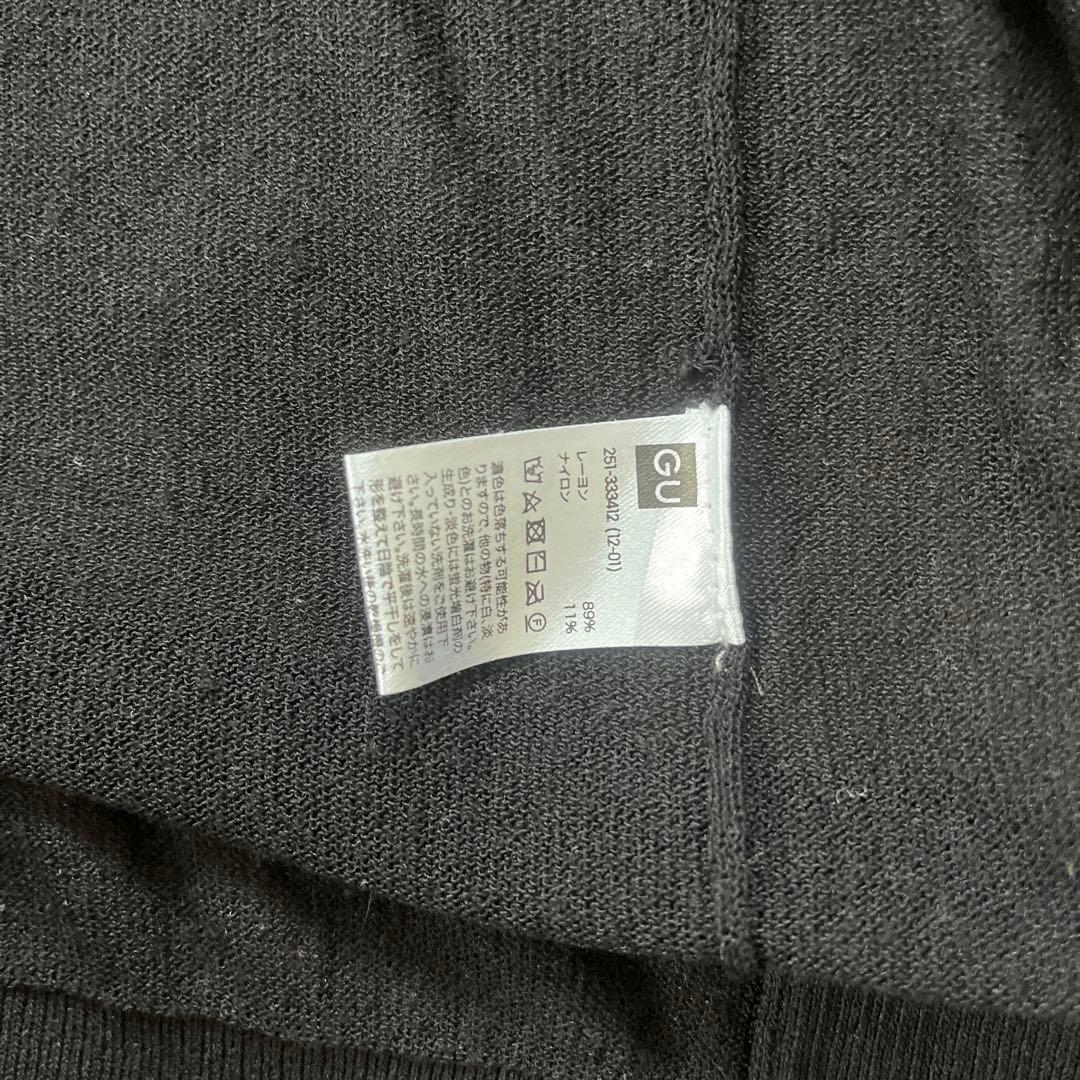 GU
251-333412 (12-01)
レーヨン 89%
ナイロン 11%
濃色は色落ちする可能性があ
りますので、他の物(特に白、淡
色)とのお洗濯はお避け下さい。
生成り・淡色には蛍光増白剤の
入っていない洗剤をご使用下
さい。長時間の水への浸漬はお
避け下さい。洗濯後は速やかに
形を整えて日陰で平干しをして
下さい。